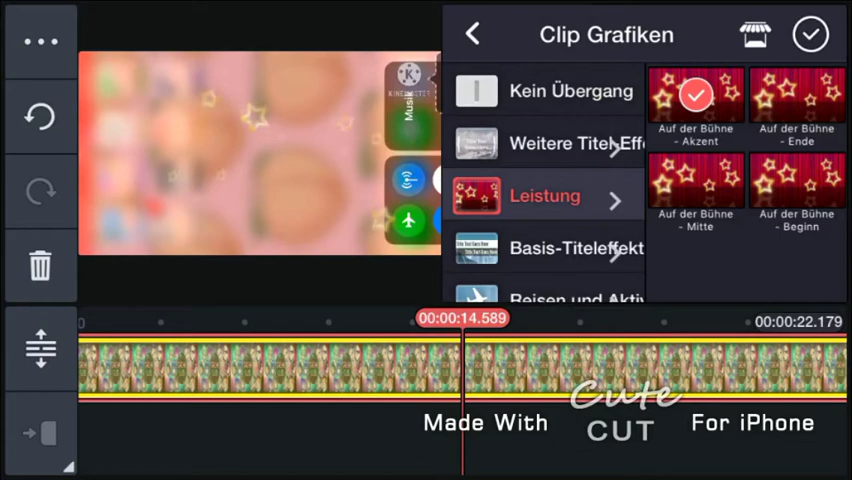 Clip Grafiken
Kein Übergang
Weitere Titel-Effe
Leistung
Basis-Titeleffekt
Reisen und Aktiv
Auf der Bühne
- Akzent
Auf der Bühne
- Ende
Auf der Bühne
- Mitte
Auf der Bühne
- Beginn
Musik
00:00:14.589
00:00:22.179
Made With
Cute
CUT
For iPhone